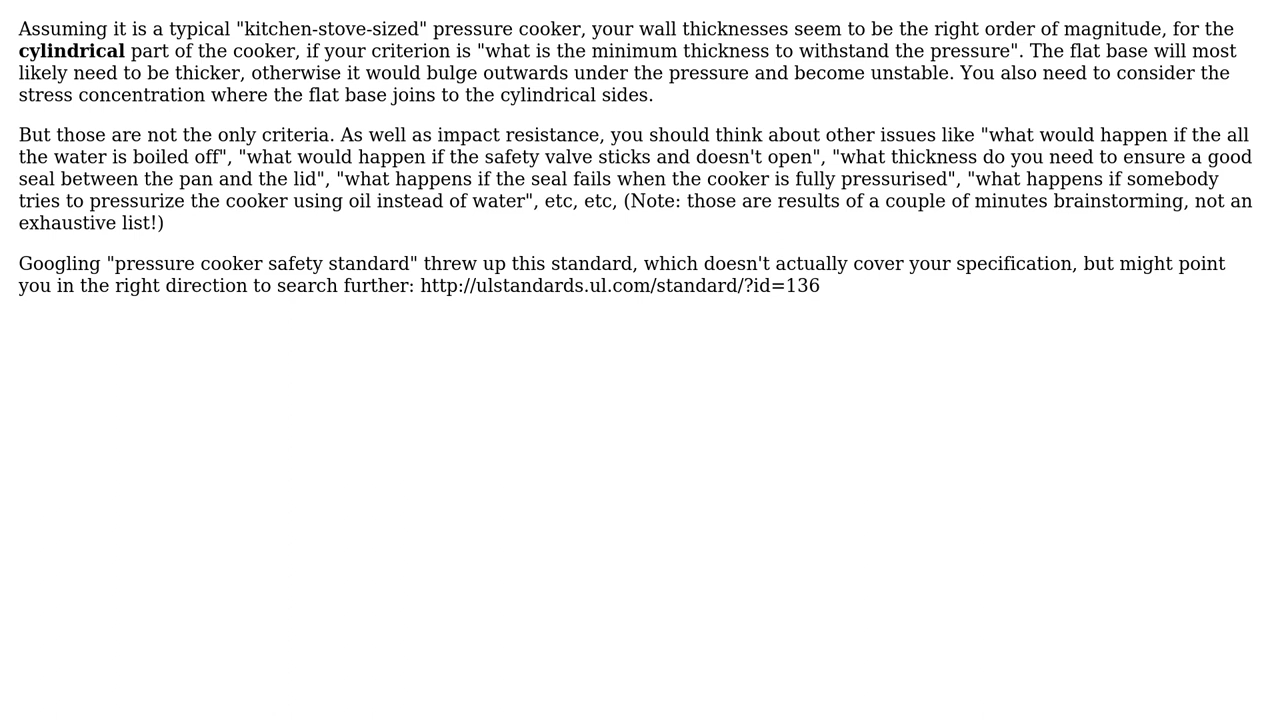 Assuming it is a typical "kitchen-stove-sized" pressure cooker, your wall thicknesses seem to be the right order of magnitude, for the
cylindrical part of the cooker, if your criterion is "what is the minimum thickness to withstand the pressure". The flat base will most
likely need to be thicker, otherwise it would bulge outwards under the pressure and become unstable. You also need to consider the
stress concentration where the flat base joins to the cylindrical sides.
But those are not the only criteria. As well as impact resistance, you should think about other issues like "what would happen if the all
the water is boiled off", "what would happen if the safety valve sticks and doesn't open", "what thickness do you need to ensure a good
seal between the pan and the lid", "what happens if the seal fails when the cooker is fully pressurised", "what happens if somebody
tries to pressurize the cooker using oil instead of water", etc, etc, (Note: those are results of a couple of minutes brainstorming, not an
exhaustive list!)
Googling "pressure cooker safety standard" threw up this standard, which doesn't actually cover your specification, but might point
you in the right direction to search further: http://ulstandards.ul.com/standard/?id=136